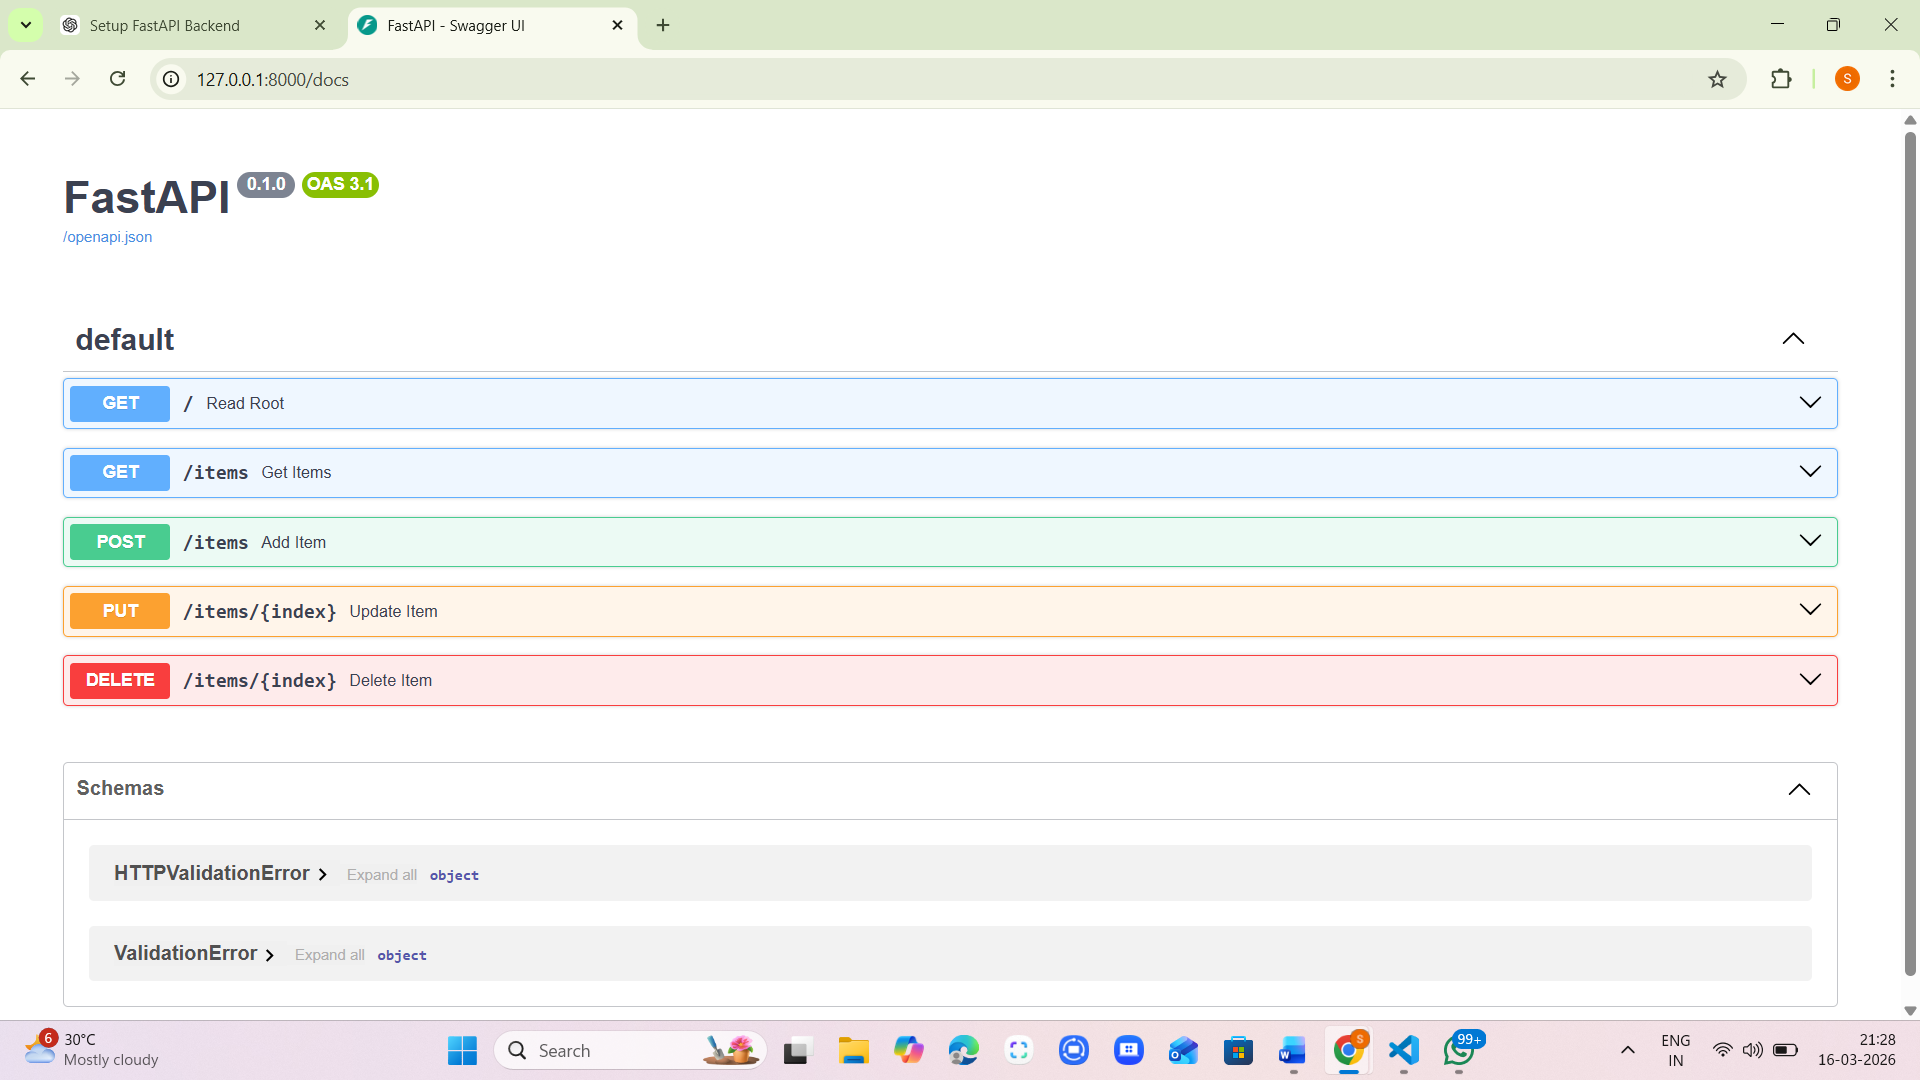 Setup FastAPI Backend
FastAPI - Swagger UI
127.0.0.1:8000/docs
S
FastAPI 0.1.0 OAS 3.1
/openapi.json
default
GET / Read Root
GET /items Get Items
POST /items Add Item
PUT /items/{index} Update Item
DELETE /items/{index} Delete Item
Schemas
HTTPValidationError Expand all object
ValidationError Expand all object
6
30°C
Mostly cloudy
Search
S
99+
ENG
IN
21:28
16-03-2026